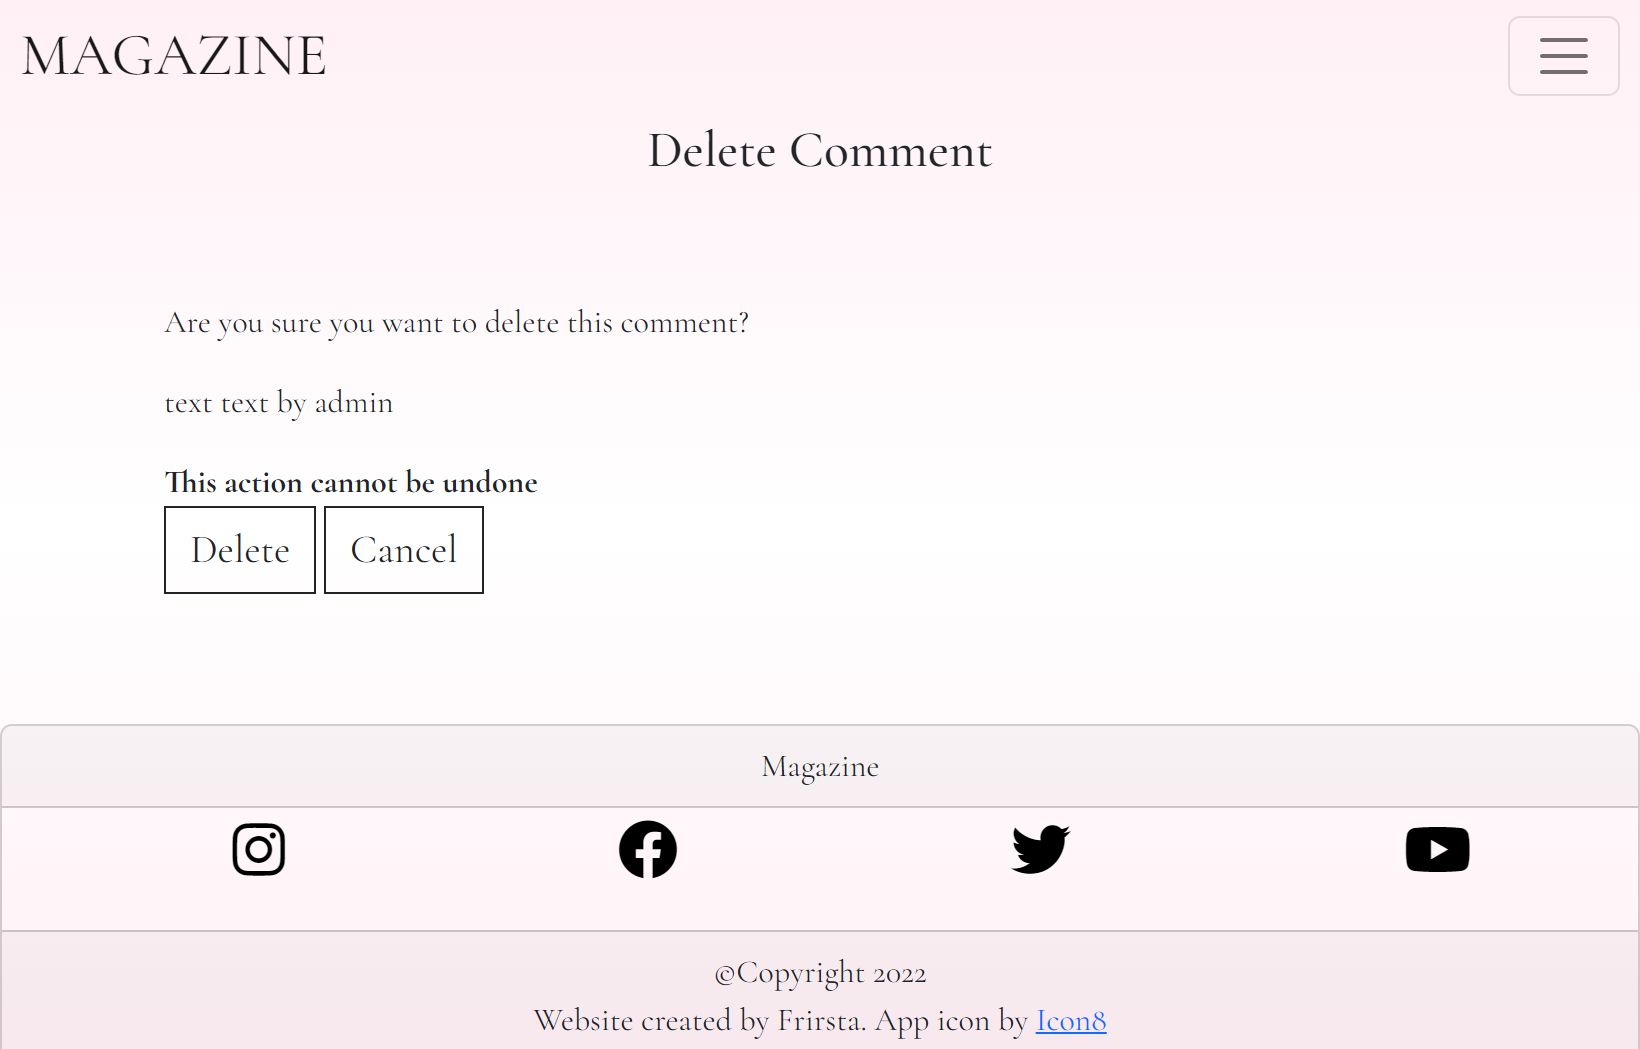 MAGAZINE
Delete Comment
Are you sure you want to delete this comment?
text text by admin
This action cannot be undone
Delete Cancel
Magazine
©Copyright 2022
Website created by Frirsta. App icon by Icon8